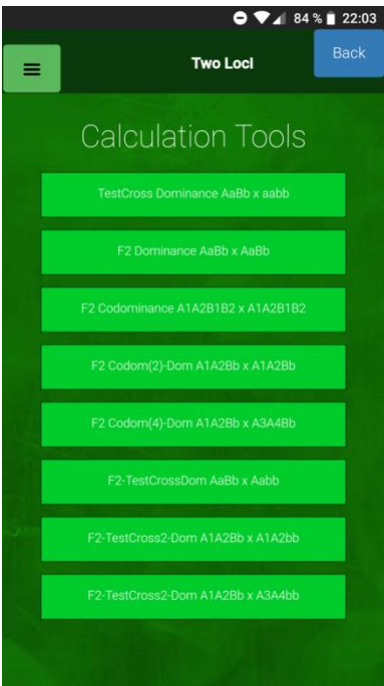 84 % 22:03
Two Loci
Back
Calculation Tools
TestCross Dominance AaBb x aabb
F2 Dominance AaBb x AaBb
F2 Codominance A1A2B1B2 x A1A2B1B2
F2 Codom(2)-Dom A1A2Bb x A1A2Bb
F2 Codom(4)-Dom A1A2Bb x A3A4Bb
F2-TestCrossDom AaBb x Aabb
F2-TestCross2-Dom A1A2Bb x A1A2bb
F2-TestCross2-Dom A1A2Bb x A3A4bb